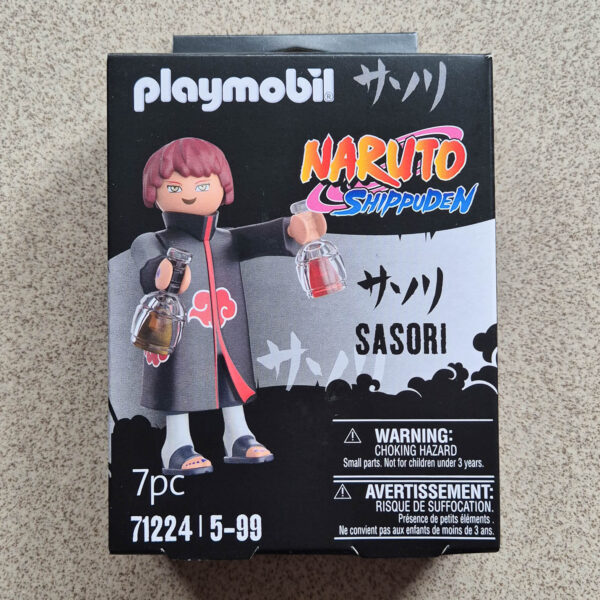 playmobil® サソリ
NARUTO
SHIPPUDEN
サソリ
SASORI
サソリ
WARNING:
CHOKING HAZARD
Small parts. Not for children under 3 years.
7pc
71224 | 5-99
AVERTISSEMENT:
RISQUE DE SUFFOCATION.
Présence de petits éléments.
Ne convient pas aux enfants de moins de 3 ans.